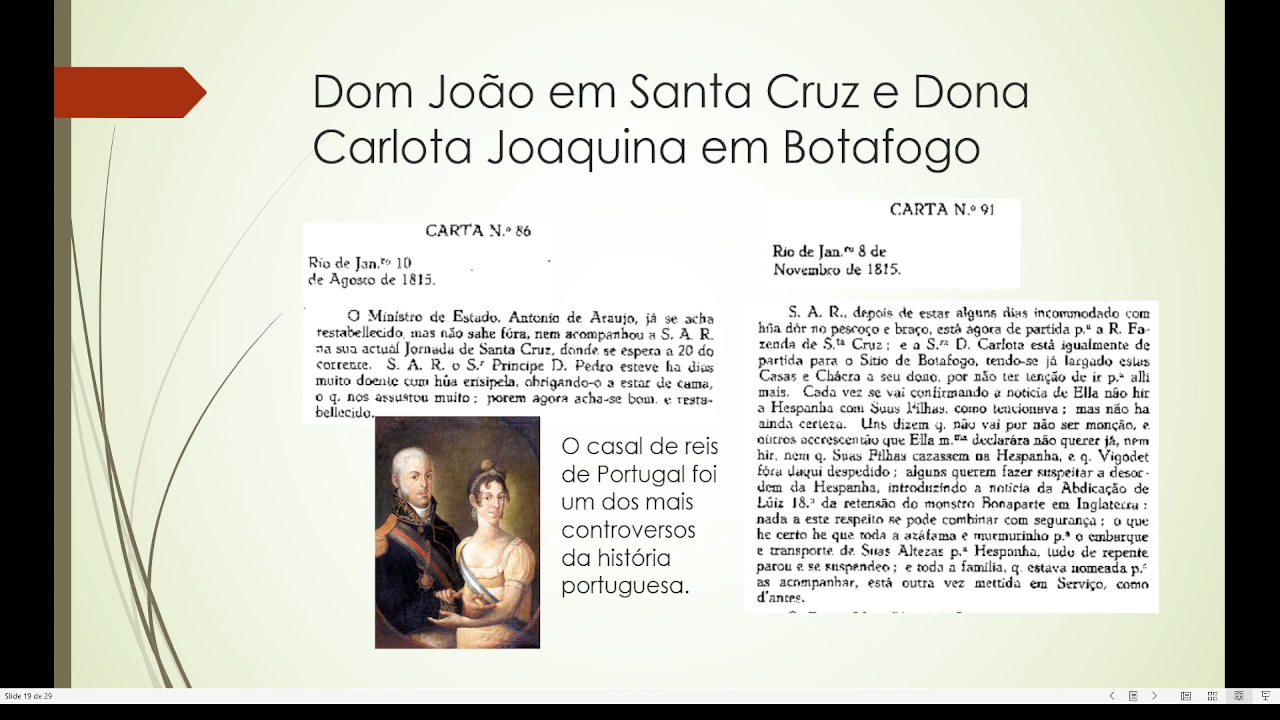 Dom João em Santa Cruz e Dona
Carlota Joaquina em Botafogo
CARTA N.º 86
Rio de Jan.ro 10
de Agosto de 1815.
O Ministro de Estado, Antonio de Araujo, já se acha
restabellecido, mas não sahe fóra, nem acompanhou a S. A. R.
na sua actual Jornada de Santa Cruz, donde se espera a 20 do
corrente. S. A. R. o S.r Principe D. Pedro esteve ha dias
muito doente com hûa erisipela, obrigando-o a estar de cama,
o q. nos assustou muito; porem agora acha-se bom, e resta-
bellecido.
O casal de reis
de Portugal foi
um dos mais
controversos
da história
portuguesa.
CARTA N.º 91
Rio de Jan.ro 8 de
Novembro de 1815.
S. A. R., depois de estar alguns dias incommodado com
hûa dôr no pescoço e braço, está agora de partida p.a a R. Fa-
zenda de S.ta Cruz; e a S.ra D. Carlota está igualmente de
partida para o Sitio de Botafogo, tendo-se já largado estas
Casas e Chácra a seu dono, por não ter tenção de ir p.a alli
mais. Cada vez se vai confirmando a noticia de Ella não hir
a Hespanha com Suas Filhas, como tencionava; mas não ha
ainda certeza. Uns dizem q. não vai por não ser monção, e
outros accrescentão que Ella m.ma declarára não querer já, nem
hir, nem q. Suas Filhas cazassem na Hespanha, e q. Vigodet
fôra daqui despedido; alguns querem fazer suspeitar a desor-
dem da Hespanha, introduzindo a noticia da Abdicação de
Lúiz 18.º da retensão do monstro Bonaparte em Inglaterra:
nada a este respeito se pode combinar com segurança; o que
he certo he que toda a azáfama e murmurinho p.a o embarque
e transporte de Suas Altezas p.a Hespanha, tudo de repente
parou e se suspendeo; e toda a família, q. estava nomeada p.a
as acompanhar, está outra vez mettida em Serviço, como
d'antes.
Slide 19 de 29